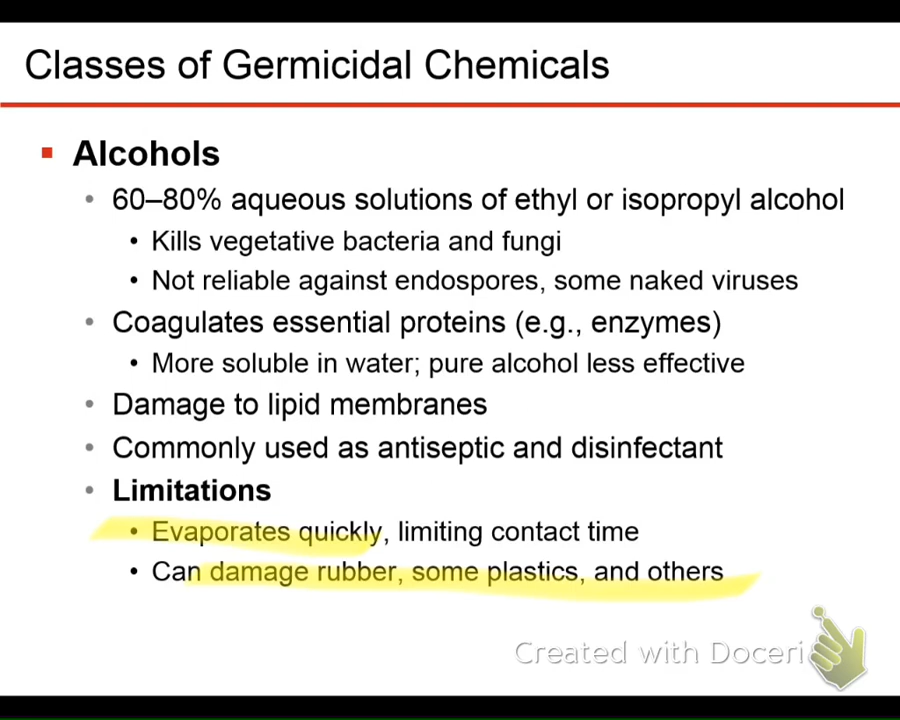 Classes of Germicidal Chemicals
▪ Alcohols
• 60–80% aqueous solutions of ethyl or isopropyl alcohol
• Kills vegetative bacteria and fungi
• Not reliable against endospores, some naked viruses
• Coagulates essential proteins (e.g., enzymes)
• More soluble in water; pure alcohol less effective
• Damage to lipid membranes
• Commonly used as antiseptic and disinfectant
• Limitations
• Evaporates quickly, limiting contact time
• Can damage rubber, some plastics, and others
Created with Doceri